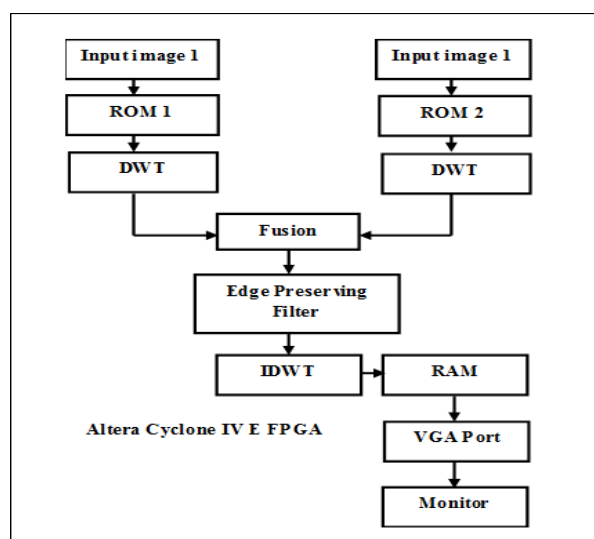 Input image 1
Input image 1
ROM 1
ROM 2
DWT
DWT
Fusion
Edge Preserving
Filter
IDWT
RAM
Altera Cyclone IV E FPGA
VGA Port
Monitor